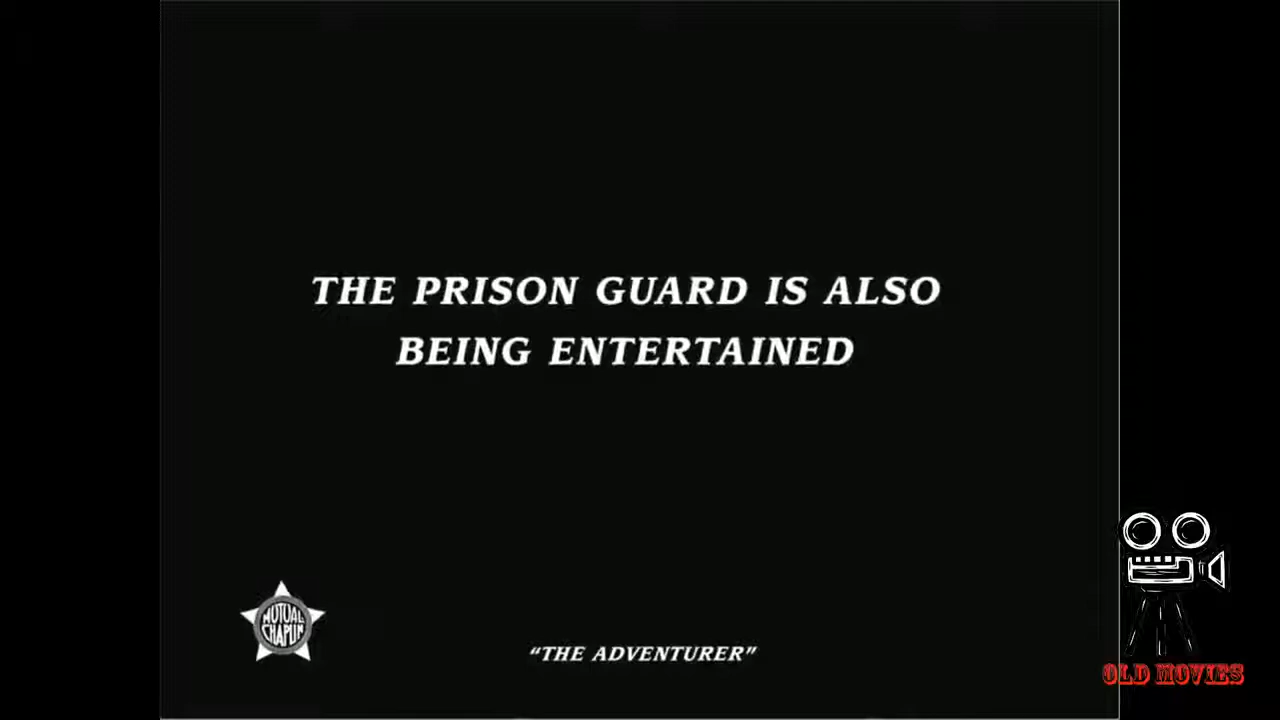 THE PRISON GUARD IS ALSO
BEING ENTERTAINED
MUTUAL
CHAPLIN
"THE ADVENTURER"
OLD MOVIES